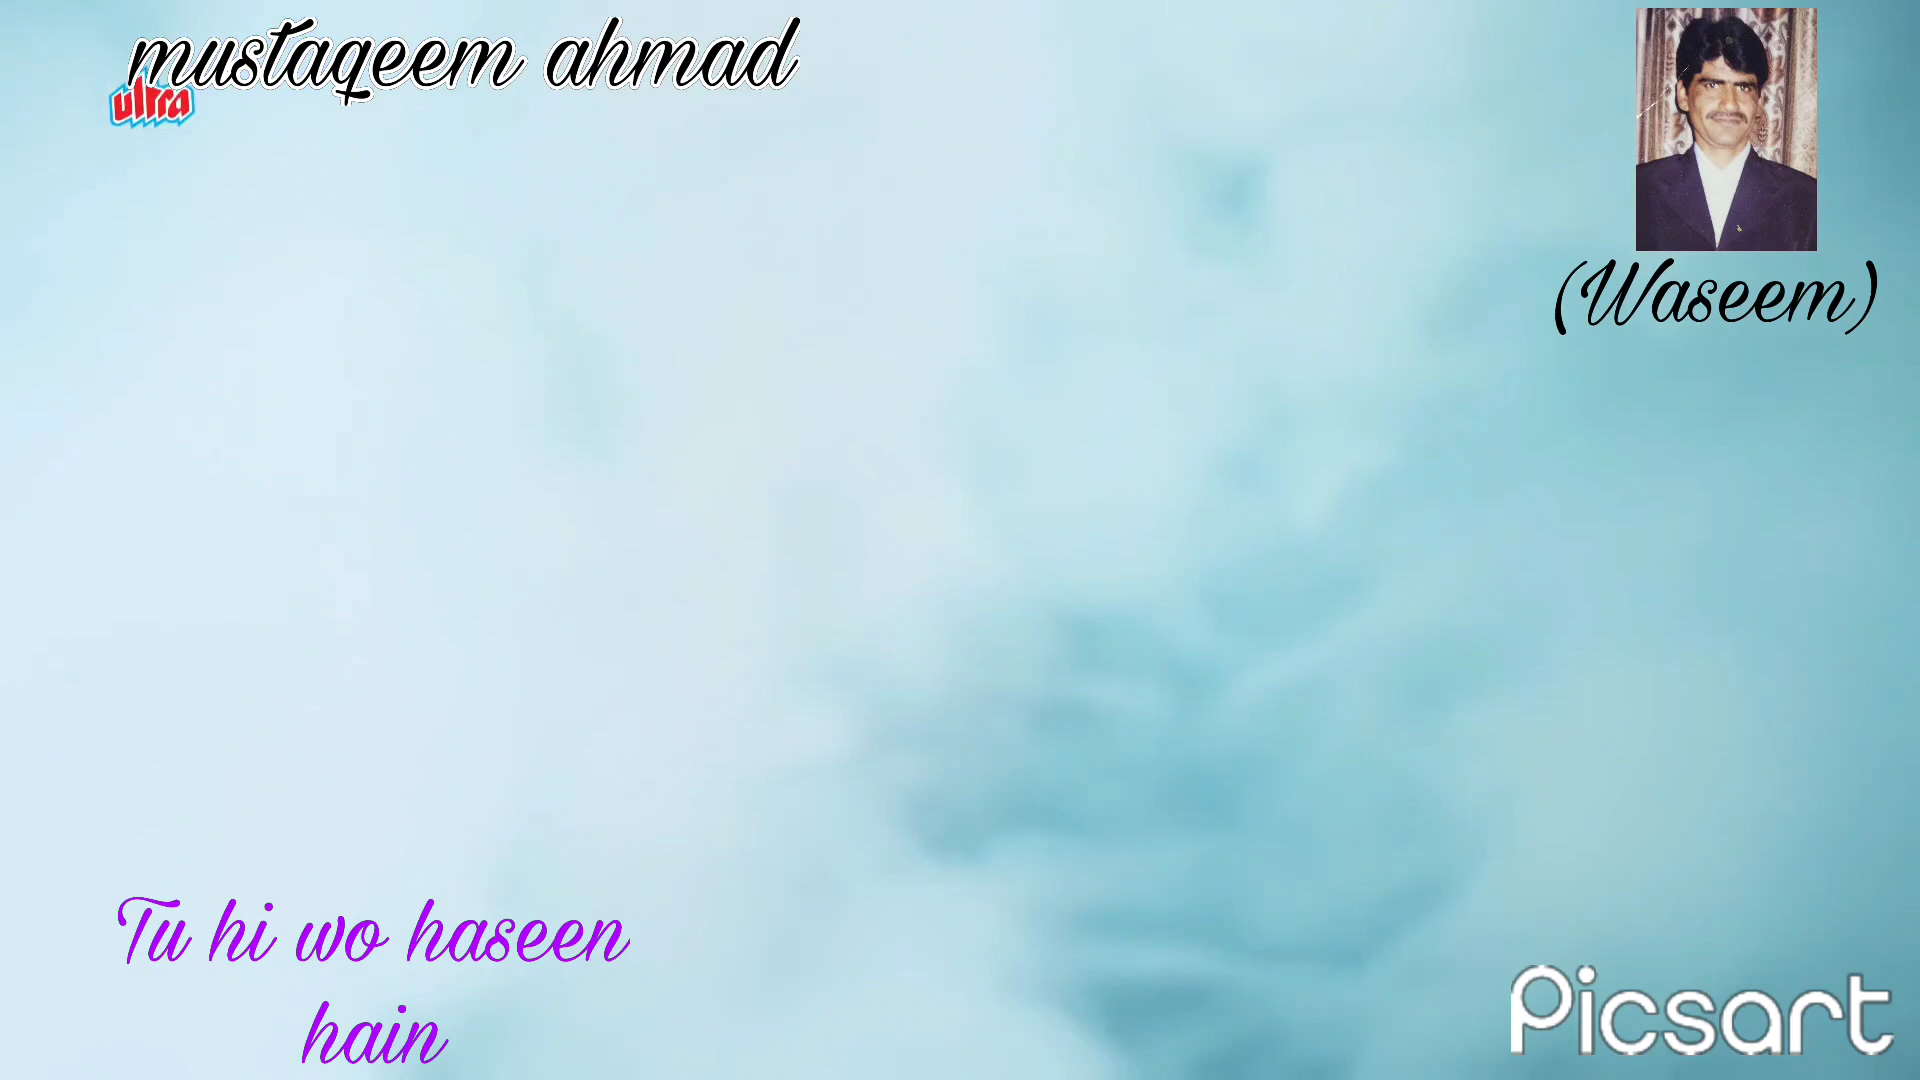 mustaqeem ahmad
ultra
(Waseem)
Tu hi wo haseen
hain
Picsart